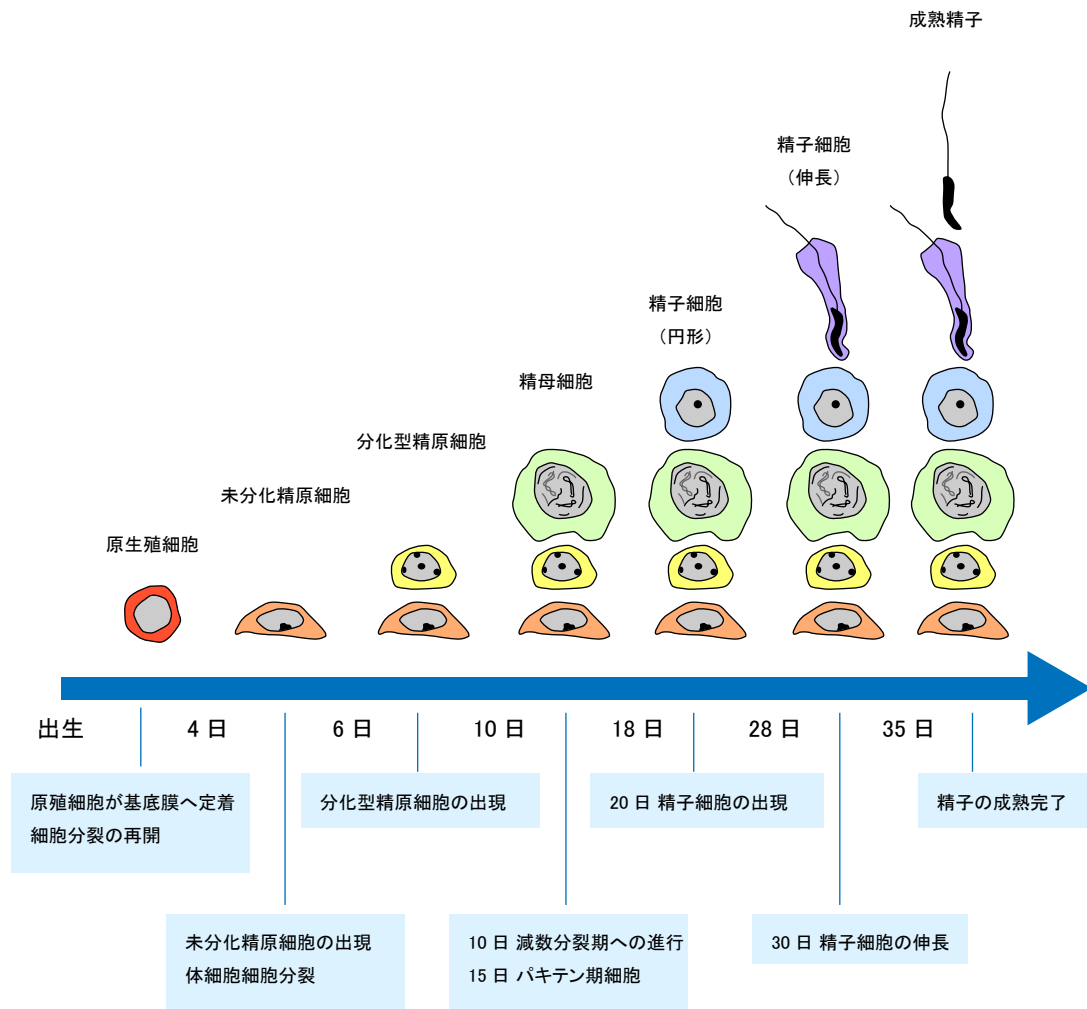 成熟精子
精子細胞
（伸長）
精子細胞
（円形）
精母細胞
分化型精原細胞
未分化精原細胞
原生殖細胞
出生
4 日
6 日
10 日
18 日
28 日
35 日
原殖細胞が基底膜へ定着
細胞分裂の再開
分化型精原細胞の出現
20 日 精子細胞の出現
精子の成熟完了
未分化精原細胞の出現
体細胞細胞分裂
10 日 減数分裂期への進行
15 日 パキテン期細胞
30 日 精子細胞の伸長